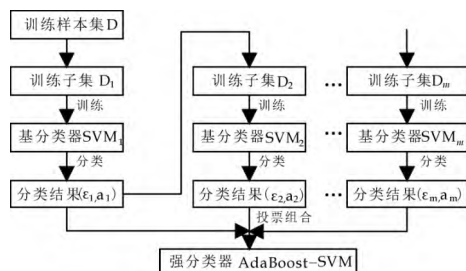 训练样本集D
训练子集 D₁
训练子集D₂
...
训练子集Dₘ
训练
训练
训练
基分类器SVM₁
基分类器SVM₂
...
基分类器SVMₘ
分类
分类
分类
分类结果(ε₁,a₁)
分类结果(ε₂,a₂)
...
分类结果(εₘ,aₘ)
投票组合
强分类器 AdaBoost-SVM